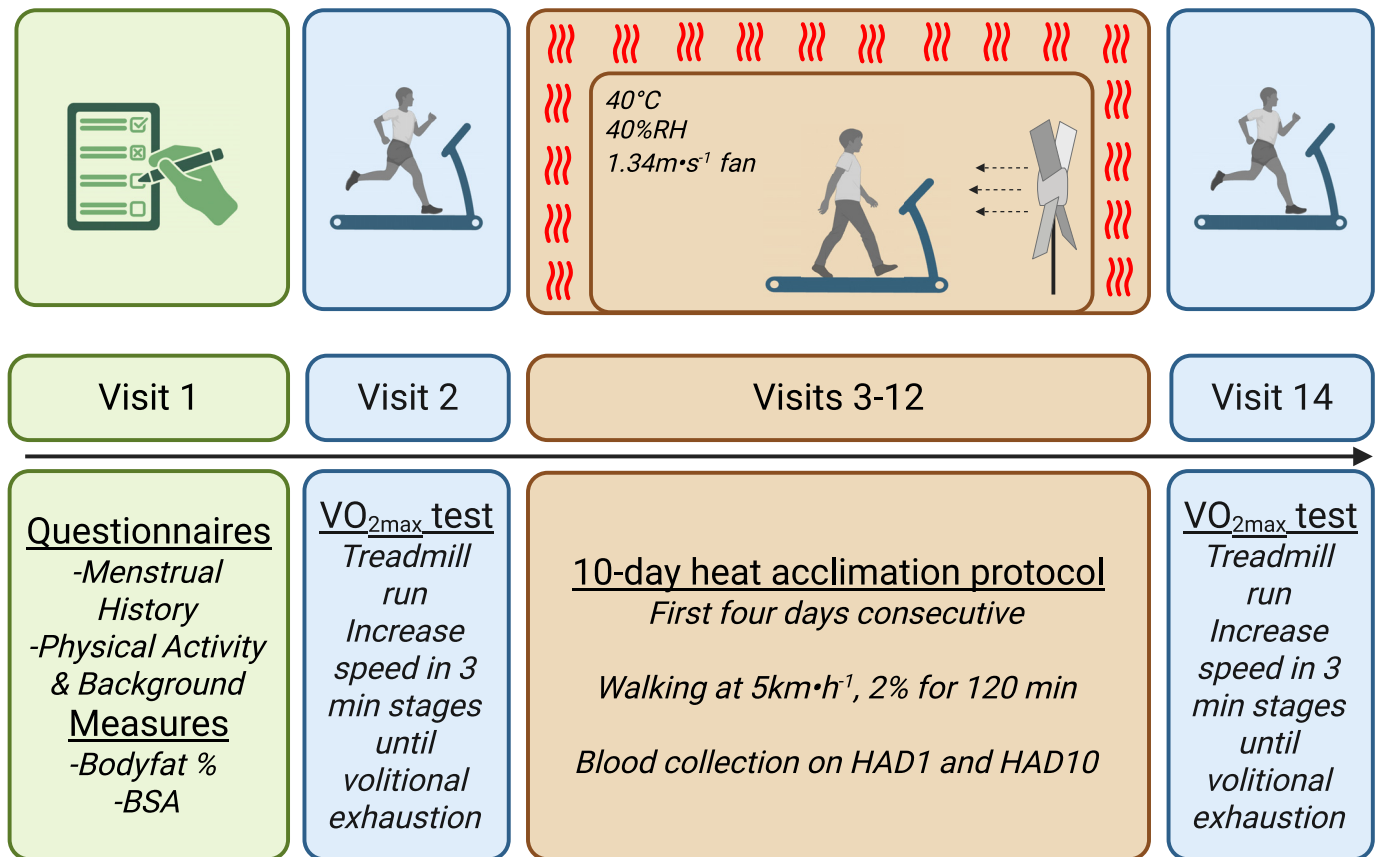 40°C
40%RH
1.34m•s⁻¹ fan
Visit 1
Visit 2
Visits 3-12
Visit 14
Questionnaires
-Menstrual
History
-Physical Activity
& Background
Measures
-Bodyfat %
-BSA
VO₂ₘₐₓ test
Treadmill
run
Increase
speed in 3
min stages
until
volitional
exhaustion
10-day heat acclimation protocol
First four days consecutive
Walking at 5km•h⁻¹, 2% for 120 min
Blood collection on HAD1 and HAD10
VO₂ₘₐₓ test
Treadmill
run
Increase
speed in 3
min stages
until
volitional
exhaustion